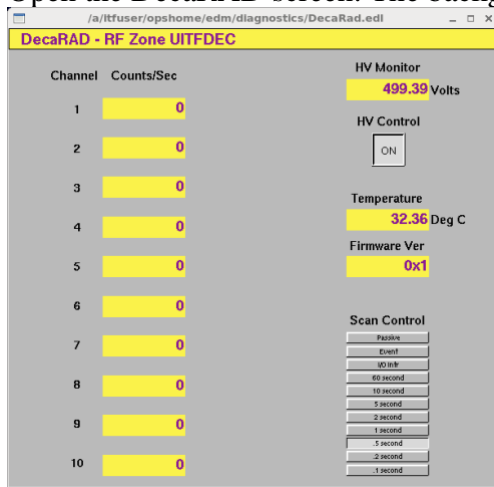 Open the DecaRAD screen. The backg
/a/itfuser/opshome/edm/diagnostics/DecaRad.edl
DecaRAD - RF Zone UITFDEC
Channel Counts/Sec
1 0
2 0
3 0
4 0
5 0
6 0
7 0
8 0
9 0
10 0
HV Monitor
499.39 Volts
HV Control
ON
Temperature
32.36 Deg C
Firmware Ver
0x1
Scan Control
Passive
Event
I/O Intr
60 second
10 second
5 second
2 second
1 second
.5 second
.2 second
.1 second